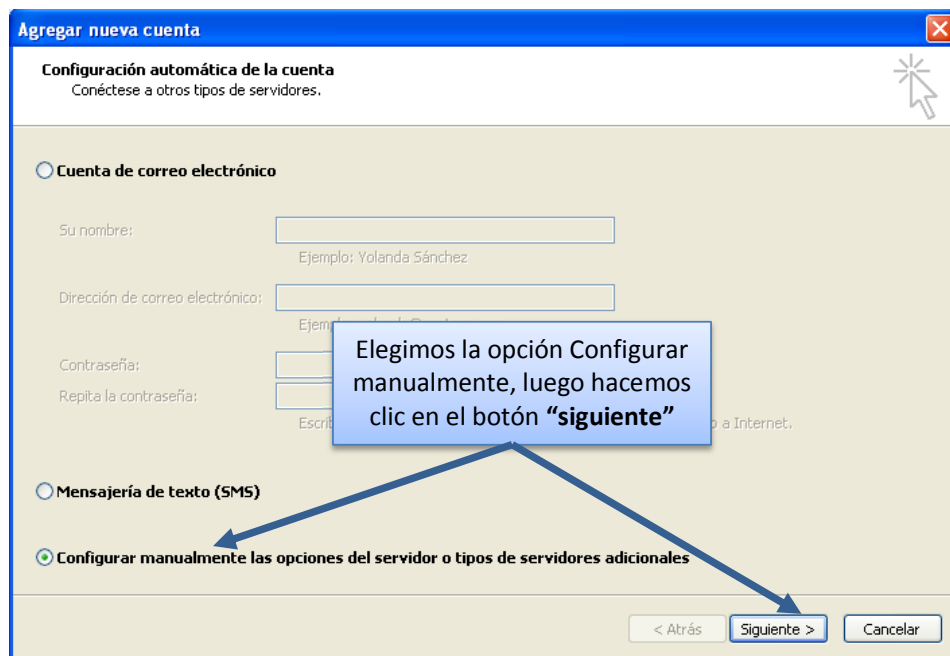 Agregar nueva cuenta
Configuración automática de la cuenta
Conéctese a otros tipos de servidores.
Cuenta de correo electrónico
Su nombre:
Ejemplo: Yolanda Sánchez
Dirección de correo electrónico:
Contraseña:
Repita la contraseña:
a Internet.
Elegimos la opción Configurar
manualmente, luego hacemos
clic en el botón “siguiente”
Mensajería de texto (SMS)
Configurar manualmente las opciones del servidor o tipos de servidores adicionales
< Atrás
Siguiente >
Cancelar